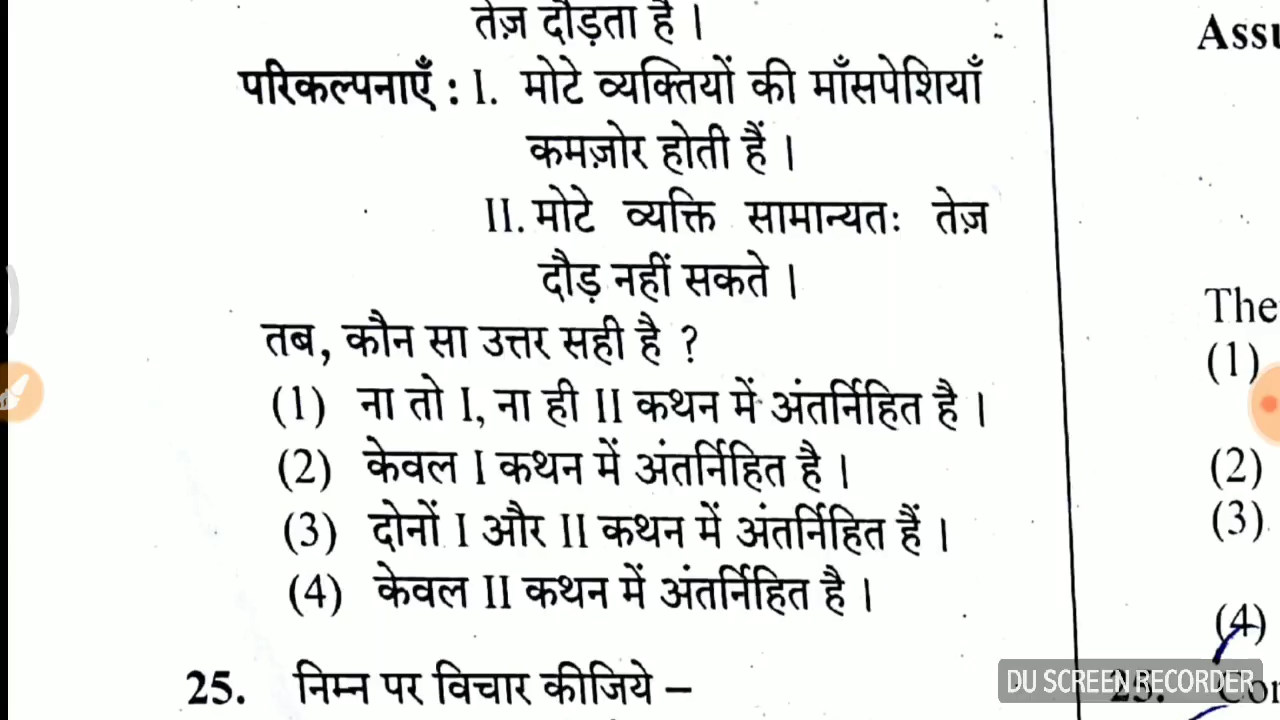 तेज़ दौड़ता है ।
परिकल्पनाएँ : I. मोटे व्यक्तियों की माँसपेशियाँ
कमज़ोर होती हैं ।
II. मोटे व्यक्ति सामान्यतः तेज़
दौड़ नहीं सकते ।
तब, कौन सा उत्तर सही है ?
(1) ना तो I, ना ही II कथन में अंतर्निहित है ।
(2) केवल I कथन में अंतर्निहित है ।
(3) दोनों I और II कथन में अंतर्निहित हैं ।
(4) केवल II कथन में अंतर्निहित है ।
25. निम्न पर विचार कीजिये –
The
(1)
(2)
(3)
(4)
25.
DU SCREEN RECORDER